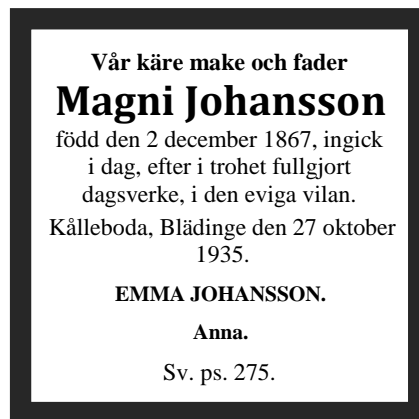 Vår käre make och fader
Magni Johansson
född den 2 december 1867, ingick
i dag, efter i trohet fullgjort
dagsverke, i den eviga vilan.
Kålleboda, Blädinge den 27 oktober
1935.
EMMA JOHANSSON.
Anna.
Sv. ps. 275.